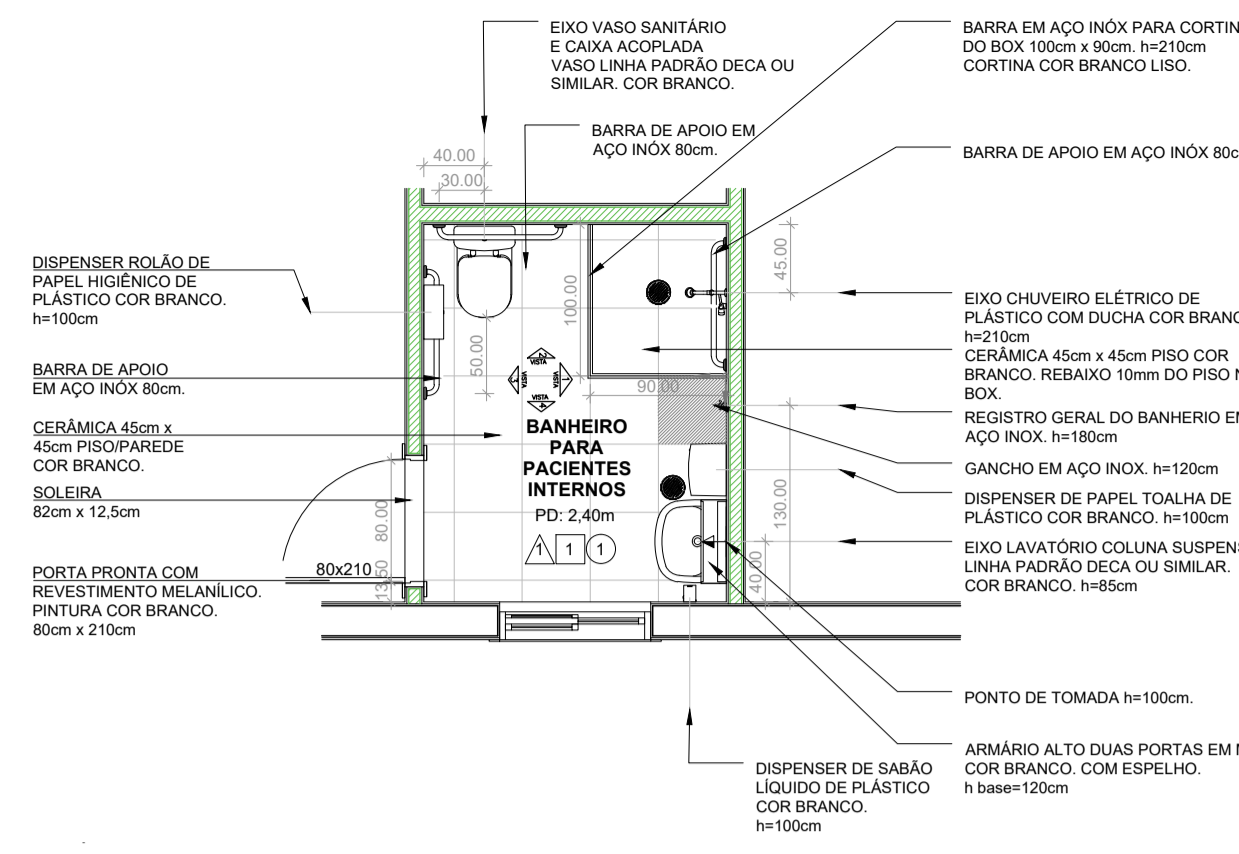 EIXO VASO SANITÁRIO
E CAIXA ACOPLADA
VASO LINHA PADRÃO DECA OU
SIMILAR. COR BRANCO.
BARRA DE APOIO EM
AÇO INÓX 80cm.
BARRA EM AÇO INÓX PARA CORTIN
DO BOX 100cm x 90cm. h=210cm
CORTINA COR BRANCO LISO.
BARRA DE APOIO EM AÇO INÓX 80c
40.00
30.00
DISPENSER ROLÃO DE
PAPEL HIGIÊNICO DE
PLÁSTICO COR BRANCO.
h=100cm
BARRA DE APOIO
EM AÇO INÓX 80cm.
CERÂMICA 45cm x
45cm PISO/PAREDE
COR BRANCO.
SOLEIRA
82cm x 12,5cm
PORTA PRONTA COM
REVESTIMENTO MELANÍLICO.
PINTURA COR BRANCO.
80cm x 210cm
80x210
80.00
13.50
50.00
100.00
90.00
45.00
130.00
40.00
VISTA
2
VISTA
1
VISTA
3
VISTA
4
BANHEIRO
PARA
PACIENTES
INTERNOS
PD: 2,40m
1 1 1
EIXO CHUVEIRO ELÉTRICO DE
PLÁSTICO COM DUCHA COR BRANC
h=210cm
CERÂMICA 45cm x 45cm PISO COR
BRANCO. REBAIXO 10mm DO PISO N
BOX.
REGISTRO GERAL DO BANHERIO EM
AÇO INOX. h=180cm
GANCHO EM AÇO INOX. h=120cm
DISPENSER DE PAPEL TOALHA DE
PLÁSTICO COR BRANCO. h=100cm
EIXO LAVATÓRIO COLUNA SUSPENS
LINHA PADRÃO DECA OU SIMILAR.
COR BRANCO. h=85cm
PONTO DE TOMADA h=100cm.
ARMÁRIO ALTO DUAS PORTAS EM M
COR BRANCO. COM ESPELHO.
h base=120cm
DISPENSER DE SABÃO
LÍQUIDO DE PLÁSTICO
COR BRANCO.
h=100cm